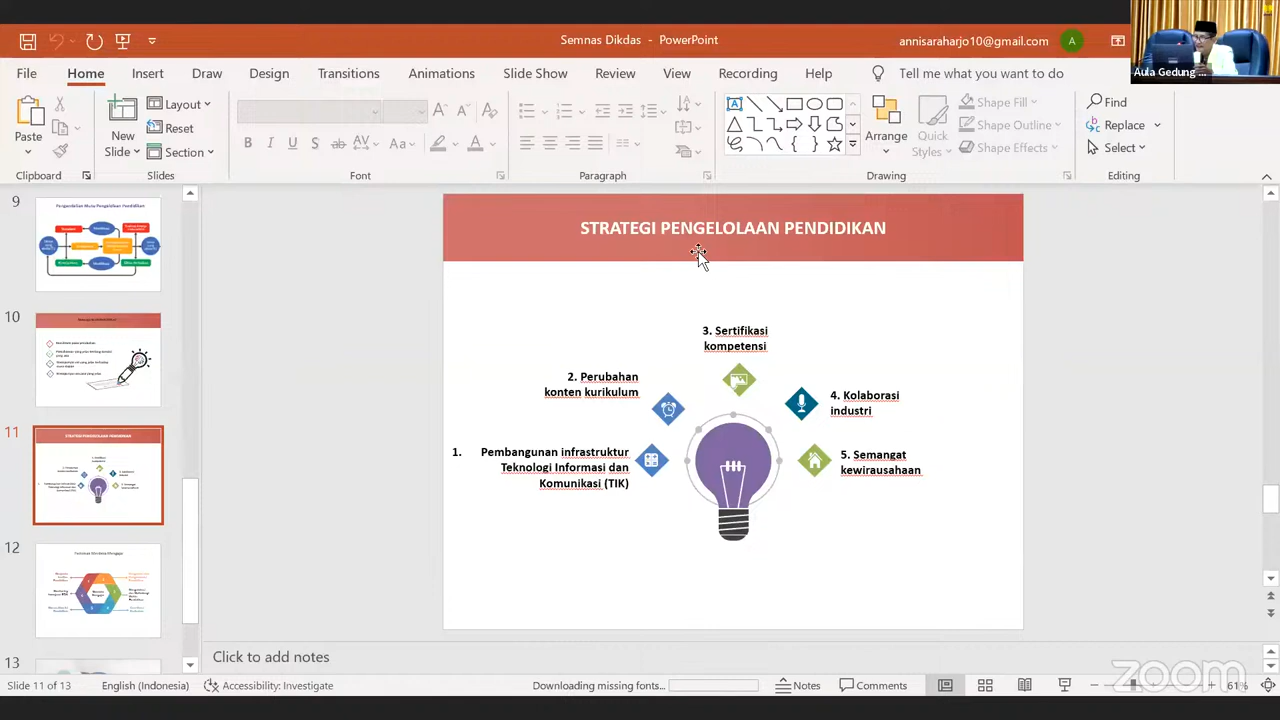 Semnas Dikdas - PowerPoint
annisaraharjo10@gmail.com
A
Aula Gedung ...
File
Home
Insert
Draw
Design
Transitions
Animations
Slide Show
Review
View
Recording
Help
Tell me what you want to do
Paste
New
Slide
Layout
Reset
Section
Quick
Styles
Arrange
Shape Fill
Shape Outline
Shape Effects
Find
Replace
Select
Clipboard
Slides
Font
Paragraph
Drawing
Editing
9
10
11
STRATEGI PENGELOLAAN PENDIDIKAN
12
13
STRATEGI PENGELOLAAN PENDIDIKAN
3. Sertifikasi
kompetensi
2. Perubahan
konten kurikulum
4. Kolaborasi
industri
1. Pembangunan infrastruktur
Teknologi Informasi dan
Komunikasi (TIK)
5. Semangat
kewirausahaan
Click to add notes
Slide 11 of 13
English (Indonesia)
Accessibility: Investigate
Downloading missing fonts...
Notes
Comments
61%
zoom